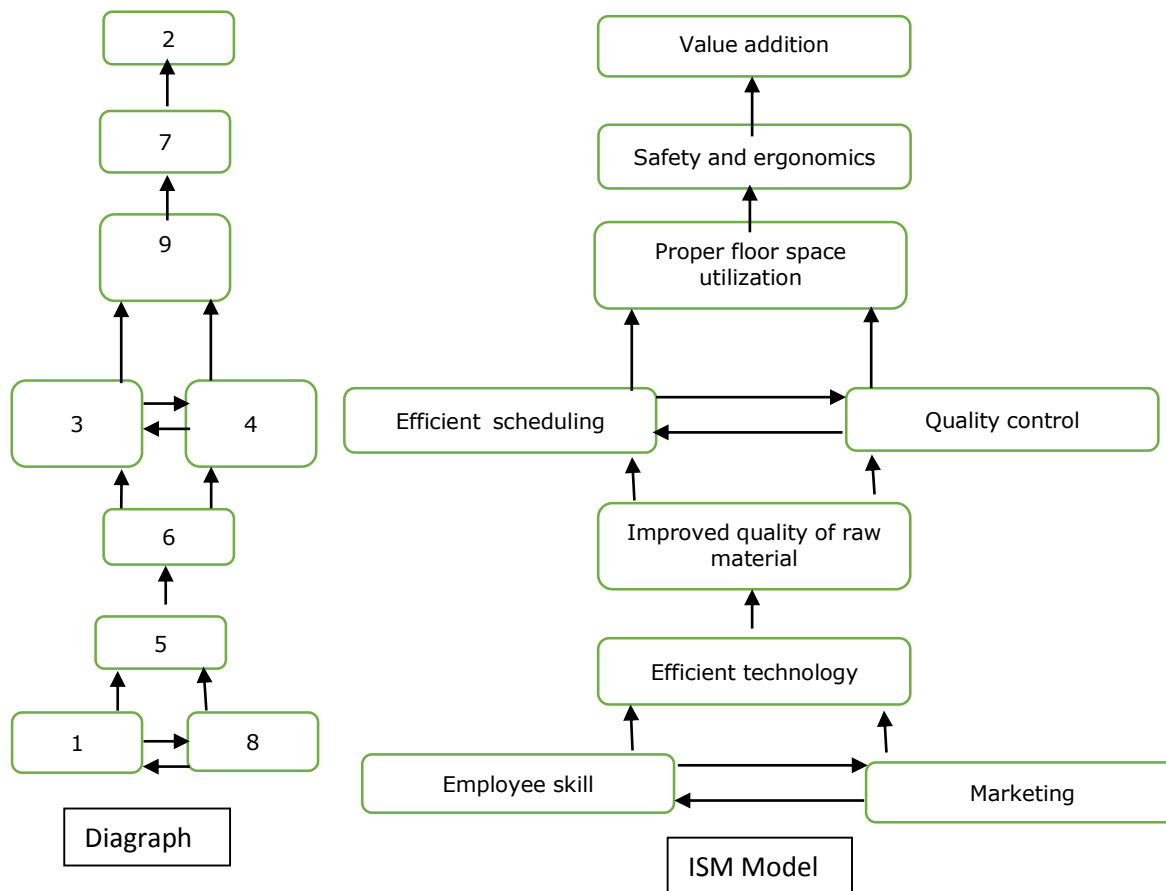 2
7
9
3
4
6
5
1
8
Diagraph
Value addition
Safety and ergonomics
Proper floor space
utilization
Efficient scheduling
Quality control
Improved quality of raw
material
Efficient technology
Employee skill
Marketing
ISM Model